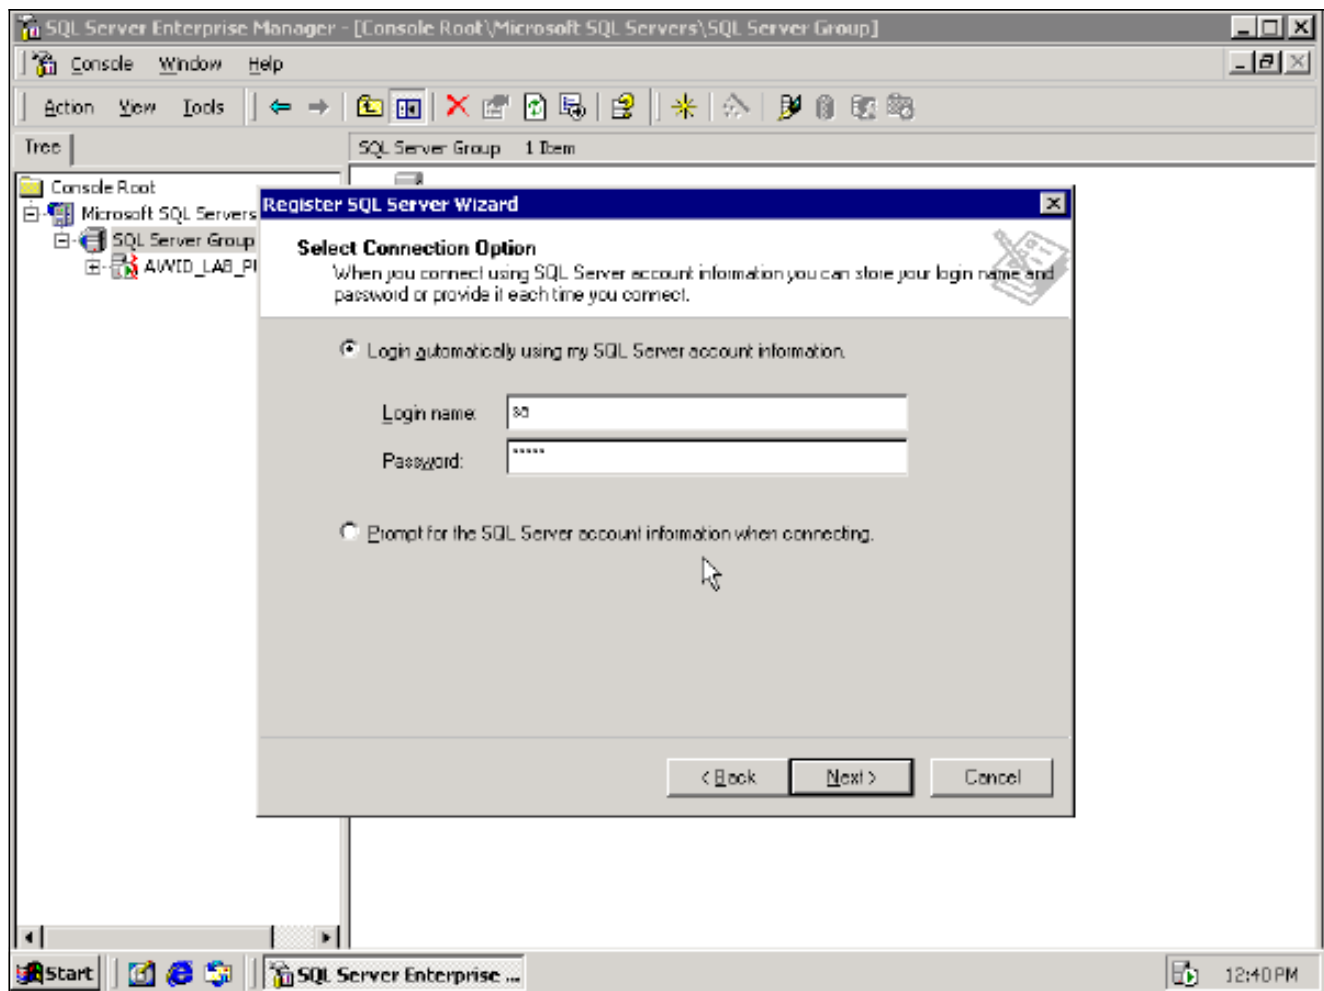 SQL Server Enterprise Manager - [Console Root\Microsoft SQL Servers\SQL Server Group]
Console Window Help
Action View Tools
Tree
SQL Server Group 1 Item
Console Root
Microsoft SQL Servers
SQL Server Group
AVVID_LAB_PU
Register SQL Server Wizard
Select Connection Option
When you connect using SQL Server account information you can store your login name and
password or provide it each time you connect.
Login automatically using my SQL Server account information.
Login name: sa
Password: *****
Prompt for the SQL Server account information when connecting.
< Back Next > Cancel
Start SQL Server Enterprise ... 12:40 PM